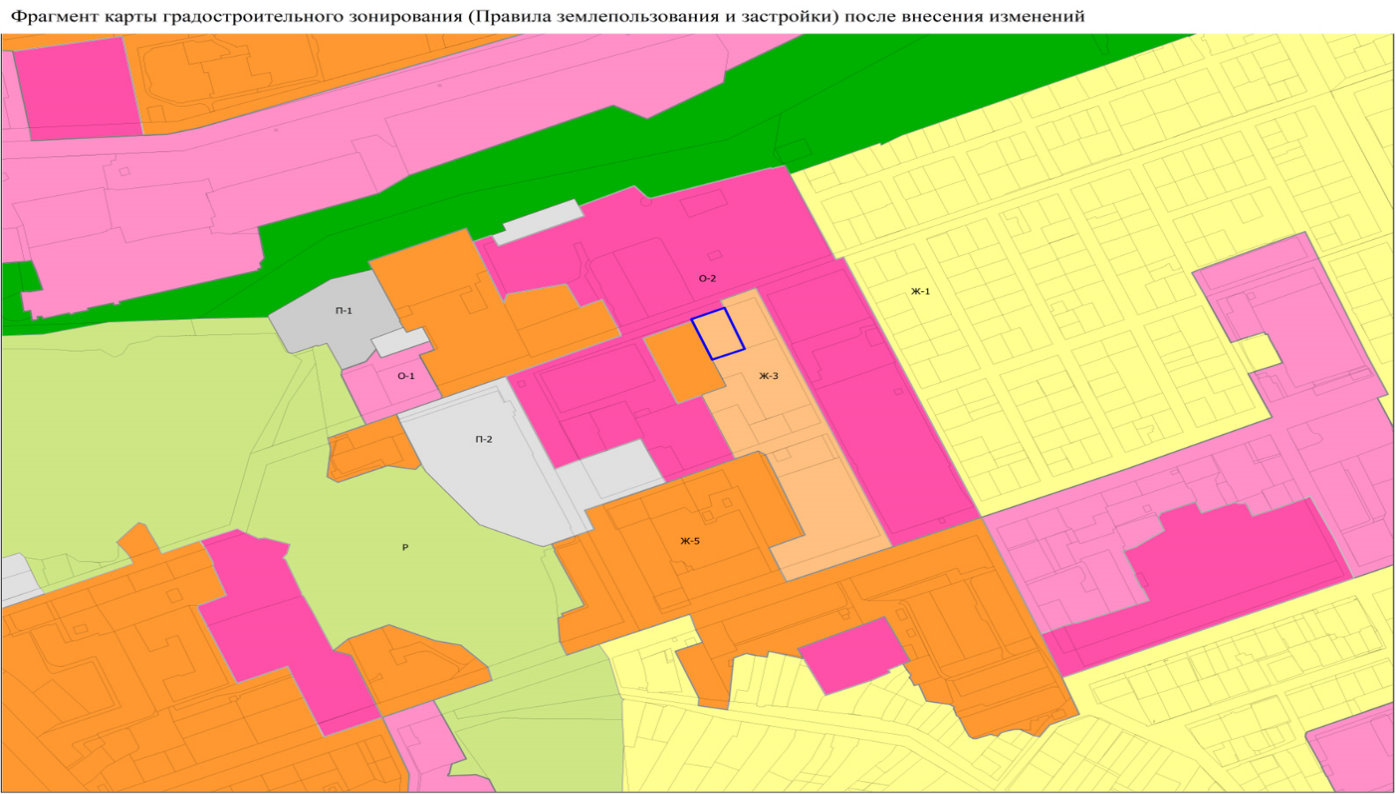 Фрагмент карты градостроительного зонирования (Правила землепользования и застройки) после внесения изменений
О-2
Ж-1
П-1
О-1
Ж-3
П-2
Ж-5
Р